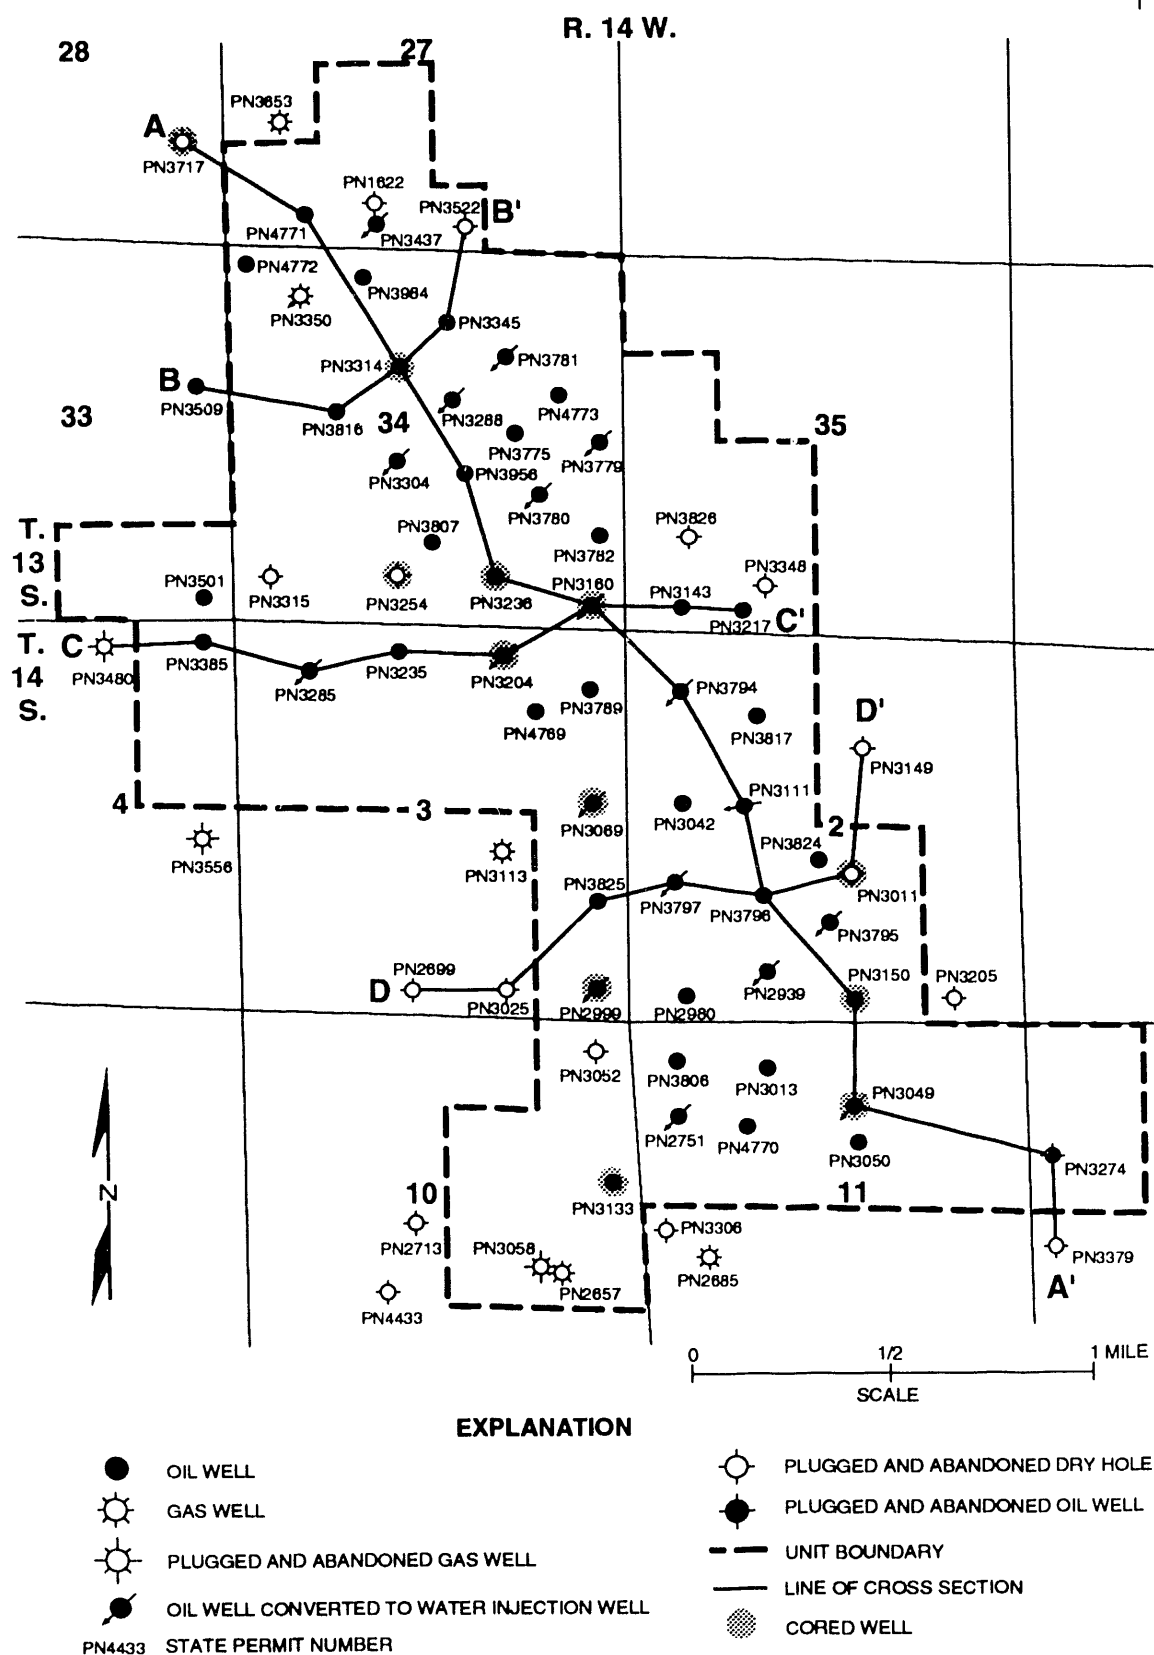 R. 14 W.
28
27
PN3653
A
PN3717
PN1622
PN3522
B'
PN4771
PN3437
PN4772
PN3984
PN3350
PN3345
PN3314
PN3781
B
PN3509
PN3816
34
PN3288
PN4773
33
35
PN3775
PN3779
PN3304
PN3956
PN3780
T.
13
S.
PN3807
PN3782
PN3826
PN3501
PN3315
PN3254
PN3236
PN3160
PN3143
PN3348
PN3217
C'
T.
14
S.
C
PN3480
PN3385
PN3285
PN3235
PN3204
PN3789
PN4769
PN3794
PN3817
D'
PN3149
4
3
PN3069
PN3042
PN3111
2
PN3556
PN3113
PN3824
PN3825
PN3797
PN3796
PN3011
PN3795
D
PN2699
PN3025
PN2999
PN2980
PN2939
PN3150
PN3205
PN3052
PN3806
PN3013
PN3049
PN2751
PN4770
PN3050
PN3274
N
10
PN3133
11
PN2713
PN3306
PN3058
PN2657
PN2685
PN3379
A'
PN4433
0 1/2 1 MILE
SCALE
EXPLANATION
OIL WELL
GAS WELL
PLUGGED AND ABANDONED GAS WELL
OIL WELL CONVERTED TO WATER INJECTION WELL
PN4433 STATE PERMIT NUMBER
PLUGGED AND ABANDONED DRY HOLE
PLUGGED AND ABANDONED OIL WELL
UNIT BOUNDARY
LINE OF CROSS SECTION
CORED WELL